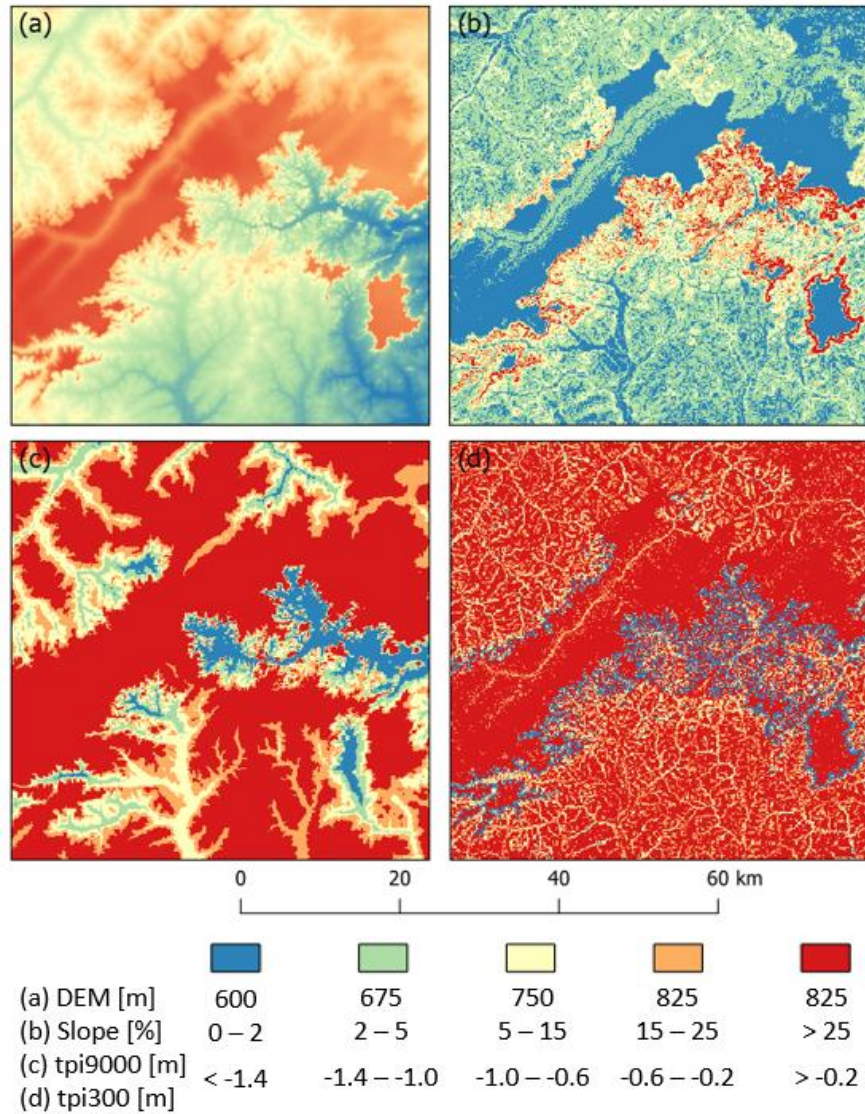 (a) (b)
(c) (d)
0 20 40 60 km
(a) DEM [m] 600 675 750 825 825
(b) Slope [%] 0 – 2 2 – 5 5 – 15 15 – 25 > 25
(c) tpi9000 [m]
< -1.4 -1.4 – -1.0 -1.0 – -0.6 -0.6 – -0.2 > -0.2
(d) tpi300 [m]